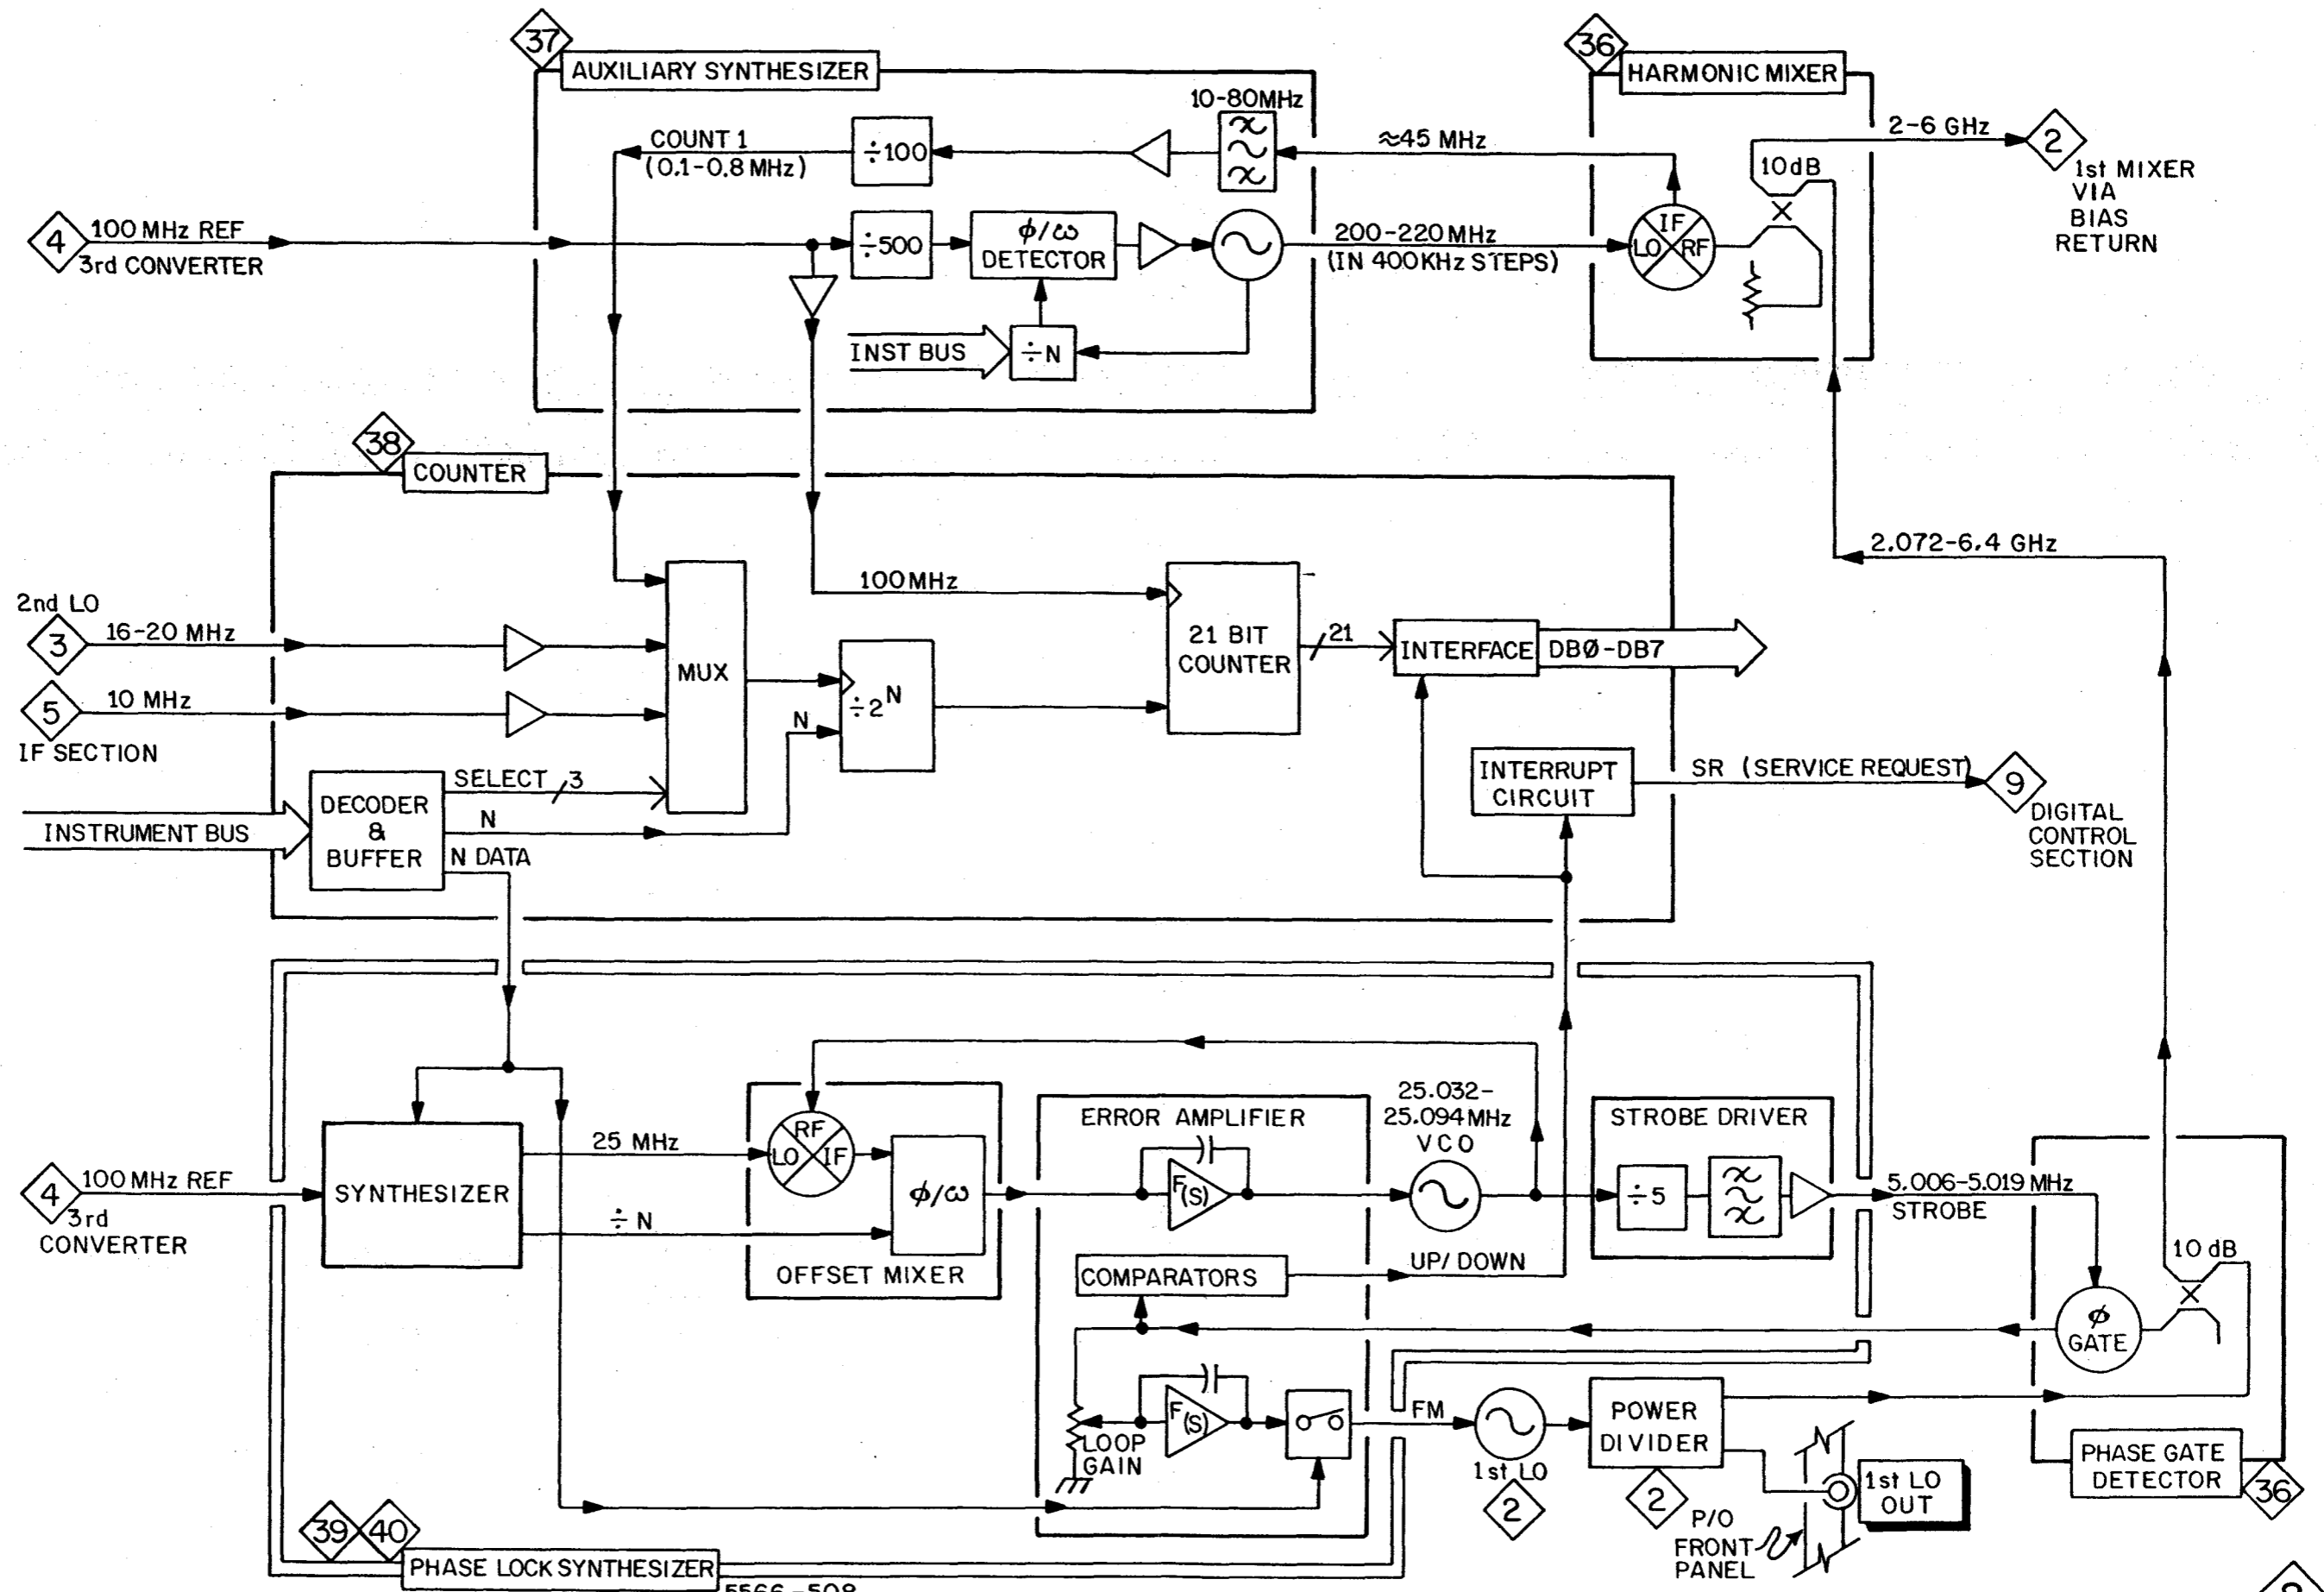 37
AUXILIARY SYNTHESIZER
36
HARMONIC MIXER
10-80MHz
COUNT 1
(0.1-0.8 MHz)
÷100
≈45 MHz
2-6 GHz
2
1st MIXER
VIA
BIAS
RETURN
10dB
4
100 MHz REF
3rd CONVERTER
÷500
ϕ/ω
DETECTOR
200-220 MHz
(IN 400KHz STEPS)
IF
LO
RF
INST BUS
÷N
38
COUNTER
2.072-6.4 GHz
100MHz
2nd LO
3
16-20 MHz
MUX
21 BIT
COUNTER
21
INTERFACE
DBØ-DB7
5
10 MHz
IF SECTION
÷2^N
N
INTERRUPT
CIRCUIT
SR (SERVICE REQUEST)
9
DIGITAL
CONTROL
SECTION
INSTRUMENT BUS
DECODER
&
BUFFER
SELECT
3
N
N DATA
25.032-
25.094MHz
VCO
ERROR AMPLIFIER
STROBE DRIVER
4
100 MHz REF
3rd
CONVERTER
SYNTHESIZER
25 MHz
RF
LO
IF
÷ N
ϕ/ω
OFFSET MIXER
F(S)
÷5
5.006-5.019 MHz
STROBE
COMPARATORS
UP/DOWN
10 dB
ϕ
GATE
F(S)
LOOP
GAIN
FM
1st LO
2
POWER
DIVIDER
2
1st LO
OUT
P/O
FRONT
PANEL
PHASE GATE
DETECTOR
36
39
40
PHASE LOCK SYNTHESIZER
5566-508